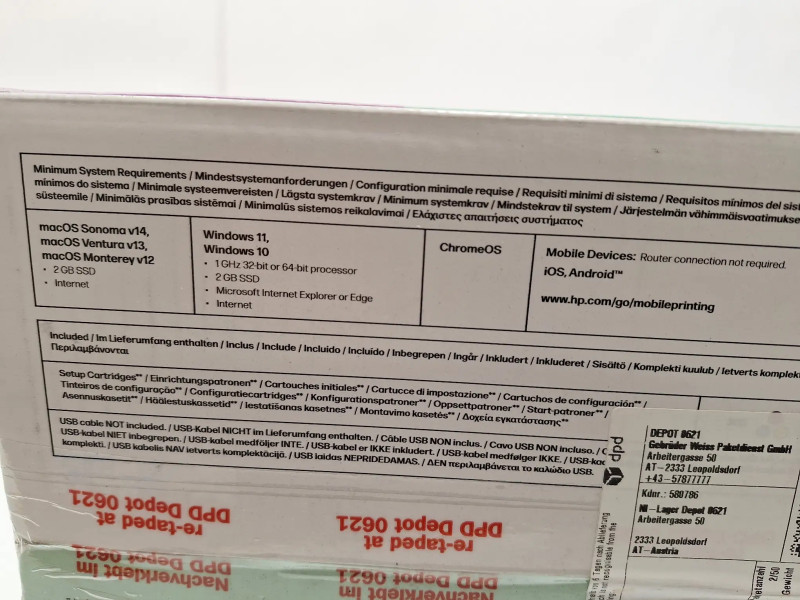 Minimum System Requirements / Mindestsystemanforderungen / Configuration minimale requise / Requisiti minimi di sistema / Requisitos mínimos del
mínimos do sistema / Minimale systeemvereisten / Lägsta systemkrav / Minimum systemkrav / Mindstekrav til system / Järjestelmän vähimmäisvaatimukse
süsteemile / Minimālās prasības sistēmai / Minimalūs sistemos reikalavimai / Ελάχιστες απαιτήσεις συστήματος
macOS Sonoma v14,
macOS Ventura v13,
macOS Monterey v12
• 2 GB SSD
• Internet
Windows 11,
Windows 10
• 1 GHz 32-bit or 64-bit processor
• 2 GB SSD
• Microsoft Internet Explorer or Edge
• Internet
ChromeOS
Mobile Devices: Router connection not required.
iOS, Android™
www.hp.com/go/mobileprinting
Included / Im Lieferumfang enthalten / Inclus / Include / Incluido / Incluído / Inbegrepen / Ingår / Inkludert / Inkluderet / Sisältö / Komplekti kuulub / Ietverts komplekt
Περιλαμβάνονται
Setup Cartridges** / Einrichtungspatronen** / Cartouches initiales** / Cartucce di impostazione** / Cartuchos de configuración** /
Tinteiros de configuração** / Configuratiecartridges** / Konfigurationspatroner** / Oppsettpatroner** / Start-patroner** /
Asennuskasetit** / Häälestuskassetid** / Iestatīšanas kasetnes** / Montavimo kasetės** / Δοχεία εγκατάστασης**
USB cable NOT included. / USB-Kabel NICHT im Lieferumfang enthalten. / Câble USB NON inclus. / Cavo USB NON incluso. /
USB-kabel NIET inbegrepen. / USB-kabel medföljer INTE. / USB-kabel er IKKE inkludert. / USB-kabel medfølger IKKE. /
komplekti. / USB kabelis NAV ietverts komplektācijā. / USB laidas NEPRIDEDAMAS. / ΔΕΝ περιλαμβάνεται το καλώδιο USB.
re-taped at
DPD Depot 0621
re-taped at
DPD Depot 0621
Nachverklebt im
DPD Depot 0621
Nachverklebt im
DPD Depot 0621
dpd
DEPOT 0621
Gebrüder Weiss Paketdienst GmbH
Arbeitergasse 50
AT-2333 Leopoldsdorf
+43-57877777
Kdnr.: 580786
NI-Lager Depot 0621
Arbeitergasse 50
2333 Leopoldsdorf
AT-Austria
2/50
Gewicht